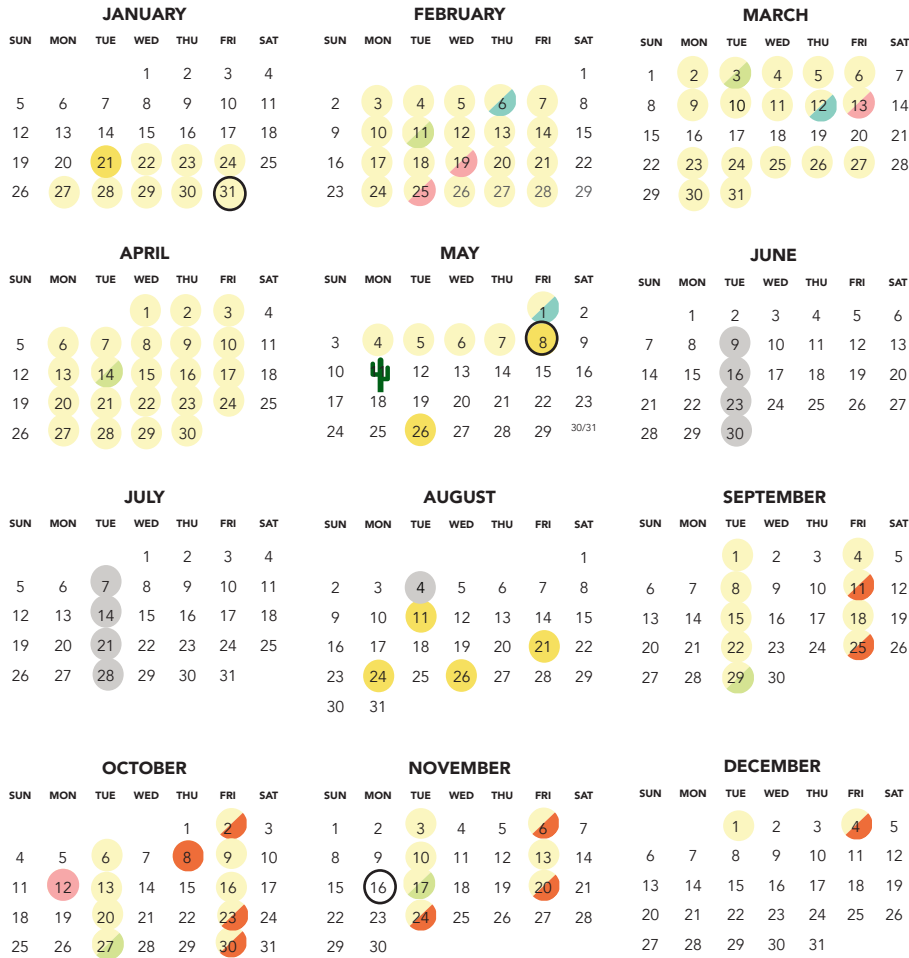 JANUARY
SUN MON TUE WED THU FRI SAT
1 2 3 4
5 6 7 8 9 10 11
12 13 14 15 16 17 18
19 20 21 22 23 24 25
26 27 28 29 30 31
FEBRUARY
SUN MON TUE WED THU FRI SAT
1
2 3 4 5 6 7 8
9 10 11 12 13 14 15
16 17 18 19 20 21 22
23 24 25 26 27 28 29
MARCH
SUN MON TUE WED THU FRI SAT
1 2 3 4 5 6 7
8 9 10 11 12 13 14
15 16 17 18 19 20 21
22 23 24 25 26 27 28
29 30 31
APRIL
SUN MON TUE WED THU FRI SAT
1 2 3 4
5 6 7 8 9 10 11
12 13 14 15 16 17 18
19 20 21 22 23 24 25
26 27 28 29 30
MAY
SUN MON TUE WED THU FRI SAT
1 2
3 4 5 6 7 8 9
10 12 13 14 15 16
17 18 19 20 21 22 23
24 25 26 27 28 29 30/31
JUNE
SUN MON TUE WED THU FRI SAT
1 2 3 4 5 6
7 8 9 10 11 12 13
14 15 16 17 18 19 20
21 22 23 24 25 26 27
28 29 30
JULY
SUN MON TUE WED THU FRI SAT
1 2 3 4
5 6 7 8 9 10 11
12 13 14 15 16 17 18
19 20 21 22 23 24 25
26 27 28 29 30 31
AUGUST
SUN MON TUE WED THU FRI SAT
1
2 3 4 5 6 7 8
9 10 11 12 13 14 15
16 17 18 19 20 21 22
23 24 25 26 27 28 29
30 31
SEPTEMBER
SUN MON TUE WED THU FRI SAT
1 2 3 4 5
6 7 8 9 10 11 12
13 14 15 16 17 18 19
20 21 22 23 24 25 26
27 28 29 30
OCTOBER
SUN MON TUE WED THU FRI SAT
1 2 3
4 5 6 7 8 9 10
11 12 13 14 15 16 17
18 19 20 21 22 23 24
25 26 27 28 29 30 31
NOVEMBER
SUN MON TUE WED THU FRI SAT
1 2 3 4 5 6 7
8 9 10 11 12 13 14
15 16 17 18 19 20 21
22 23 24 25 26 27 28
29 30
DECEMBER
SUN MON TUE WED THU FRI SAT
1 2 3 4 5
6 7 8 9 10 11 12
13 14 15 16 17 18 19
20 21 22 23 24 25 26
27 28 29 30 31